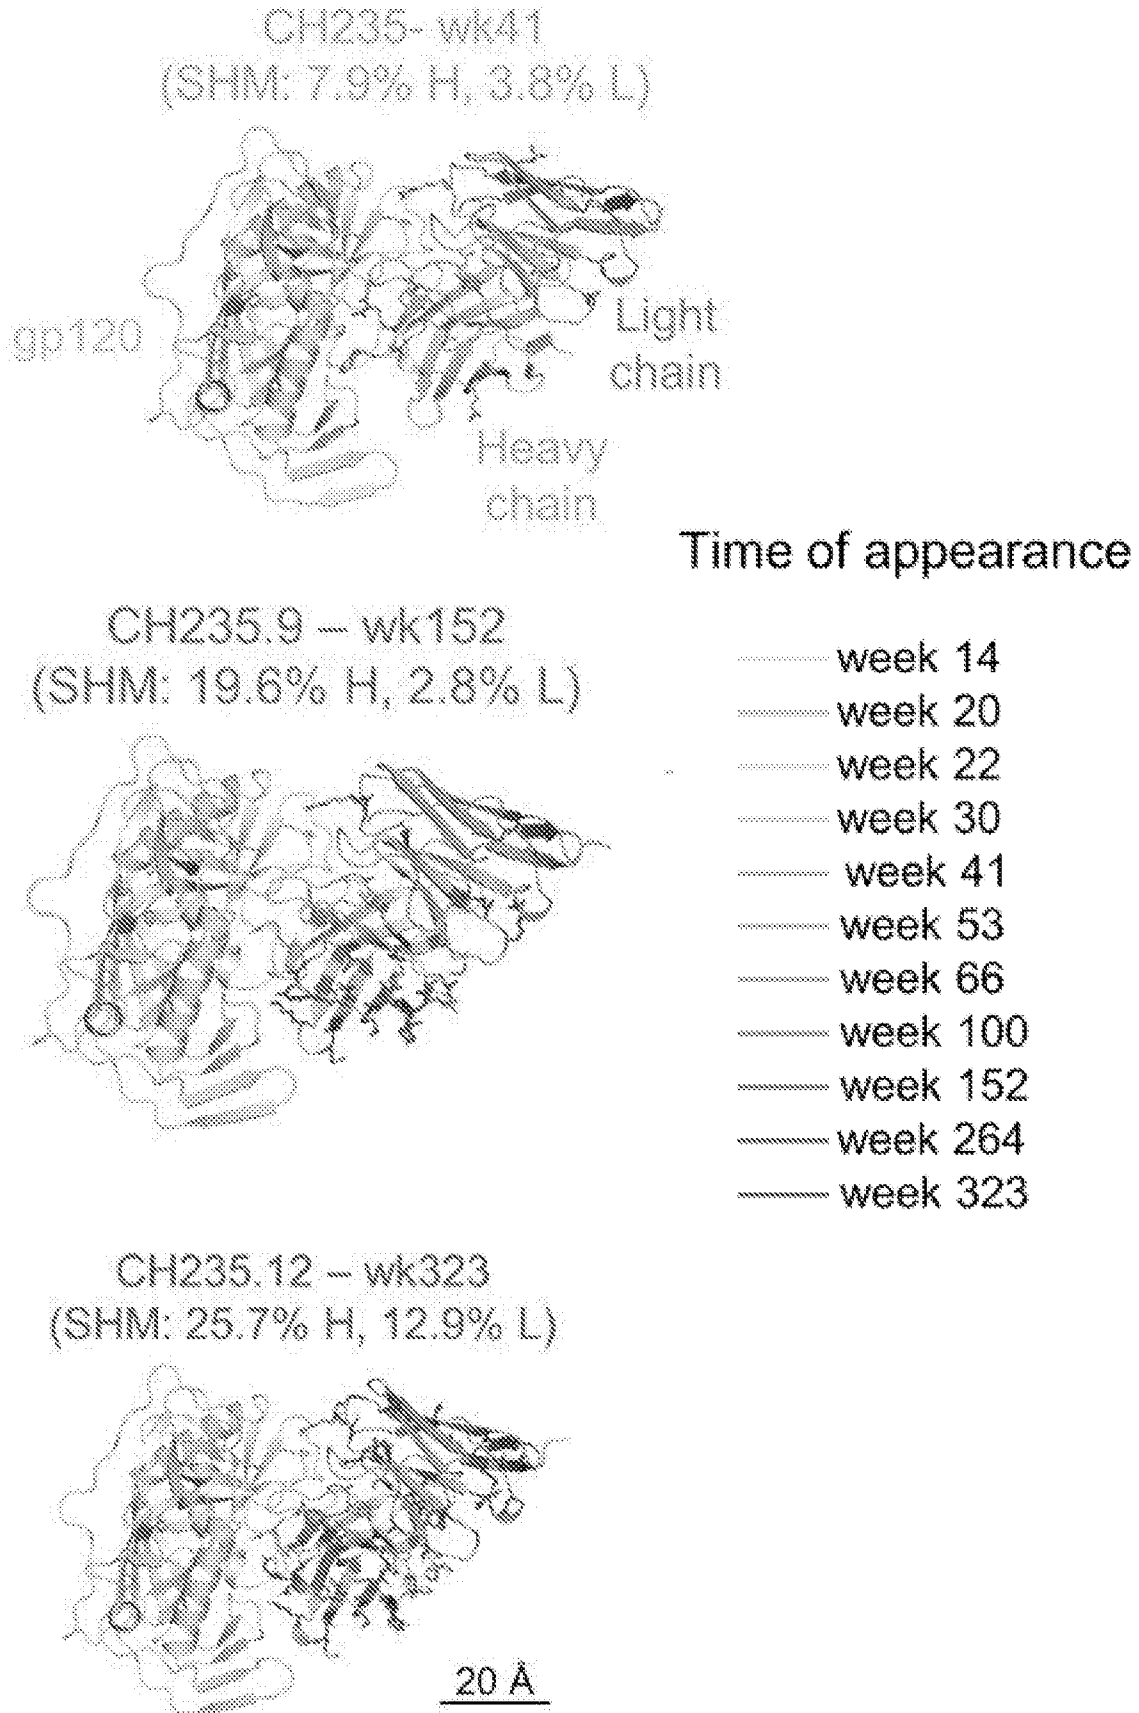 CH235- wk41
(SHM: 7.9% H, 3.8% L)
gp120
Light
chain
Heavy
chain
Time of appearance
week 14
week 20
week 22
week 30
week 41
week 53
week 66
week 100
week 152
week 264
week 323
CH235.9 – wk152
(SHM: 19.6% H, 2.8% L)
CH235.12 – wk323
(SHM: 25.7% H, 12.9% L)
20 Å